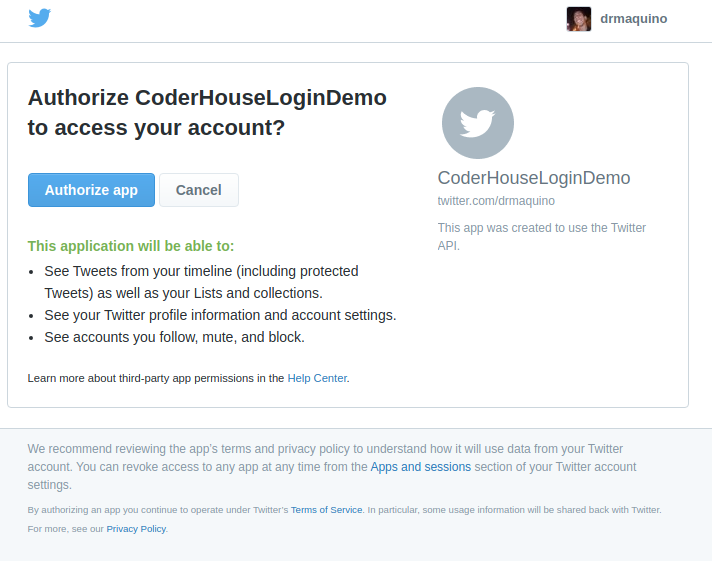 drmaquino
Authorize CoderHouseLoginDemo
to access your account?
Authorize app
Cancel
This application will be able to:
• See Tweets from your timeline (including protected
Tweets) as well as your Lists and collections.
• See your Twitter profile information and account settings.
• See accounts you follow, mute, and block.
Learn more about third-party app permissions in the Help Center.
CoderHouseLoginDemo
twitter.com/drmaquino
This app was created to use the Twitter
API.
We recommend reviewing the app's terms and privacy policy to understand how it will use data from your Twitter
account. You can revoke access to any app at any time from the Apps and sessions section of your Twitter account
settings.
By authorizing an app you continue to operate under Twitter's Terms of Service. In particular, some usage information will be shared back with Twitter.
For more, see our Privacy Policy.